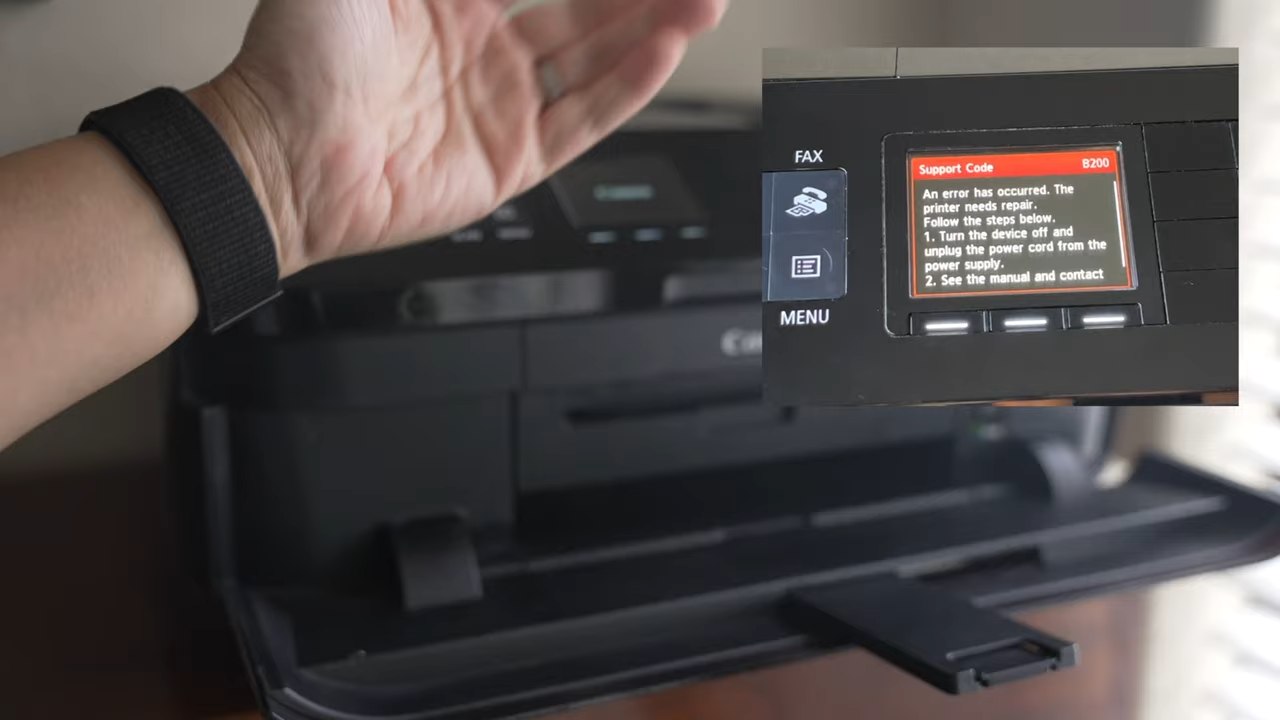 FAX
MENU
Support Code B200
An error has occurred. The
printer needs repair.
Follow the steps below.
1. Turn the device off and
unplug the power cord from the
power supply.
2. See the manual and contact